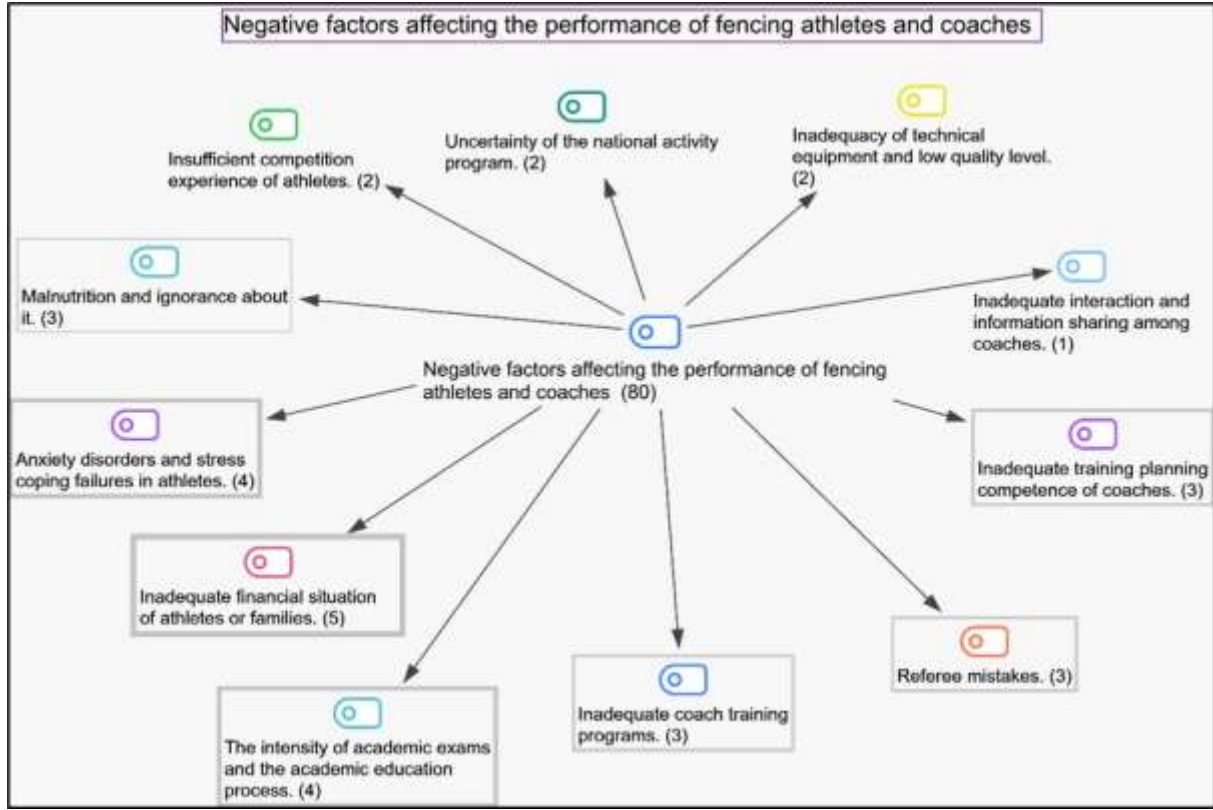 Negative factors affecting the performance of fencing athletes and coaches
Insufficient competition
experience of athletes. (2)
Uncertainty of the national activity
program. (2)
Inadequacy of technical
equipment and low quality level.
(2)
Malnutrition and ignorance about
it. (3)
Inadequate interaction and
information sharing among
coaches. (1)
Negative factors affecting the performance of fencing
athletes and coaches (80)
Anxiety disorders and stress
coping failures in athletes. (4)
Inadequate training planning
competence of coaches. (3)
Inadequate financial situation
of athletes or families. (5)
Referee mistakes. (3)
Inadequate coach training
programs. (3)
The intensity of academic exams
and the academic education
process. (4)